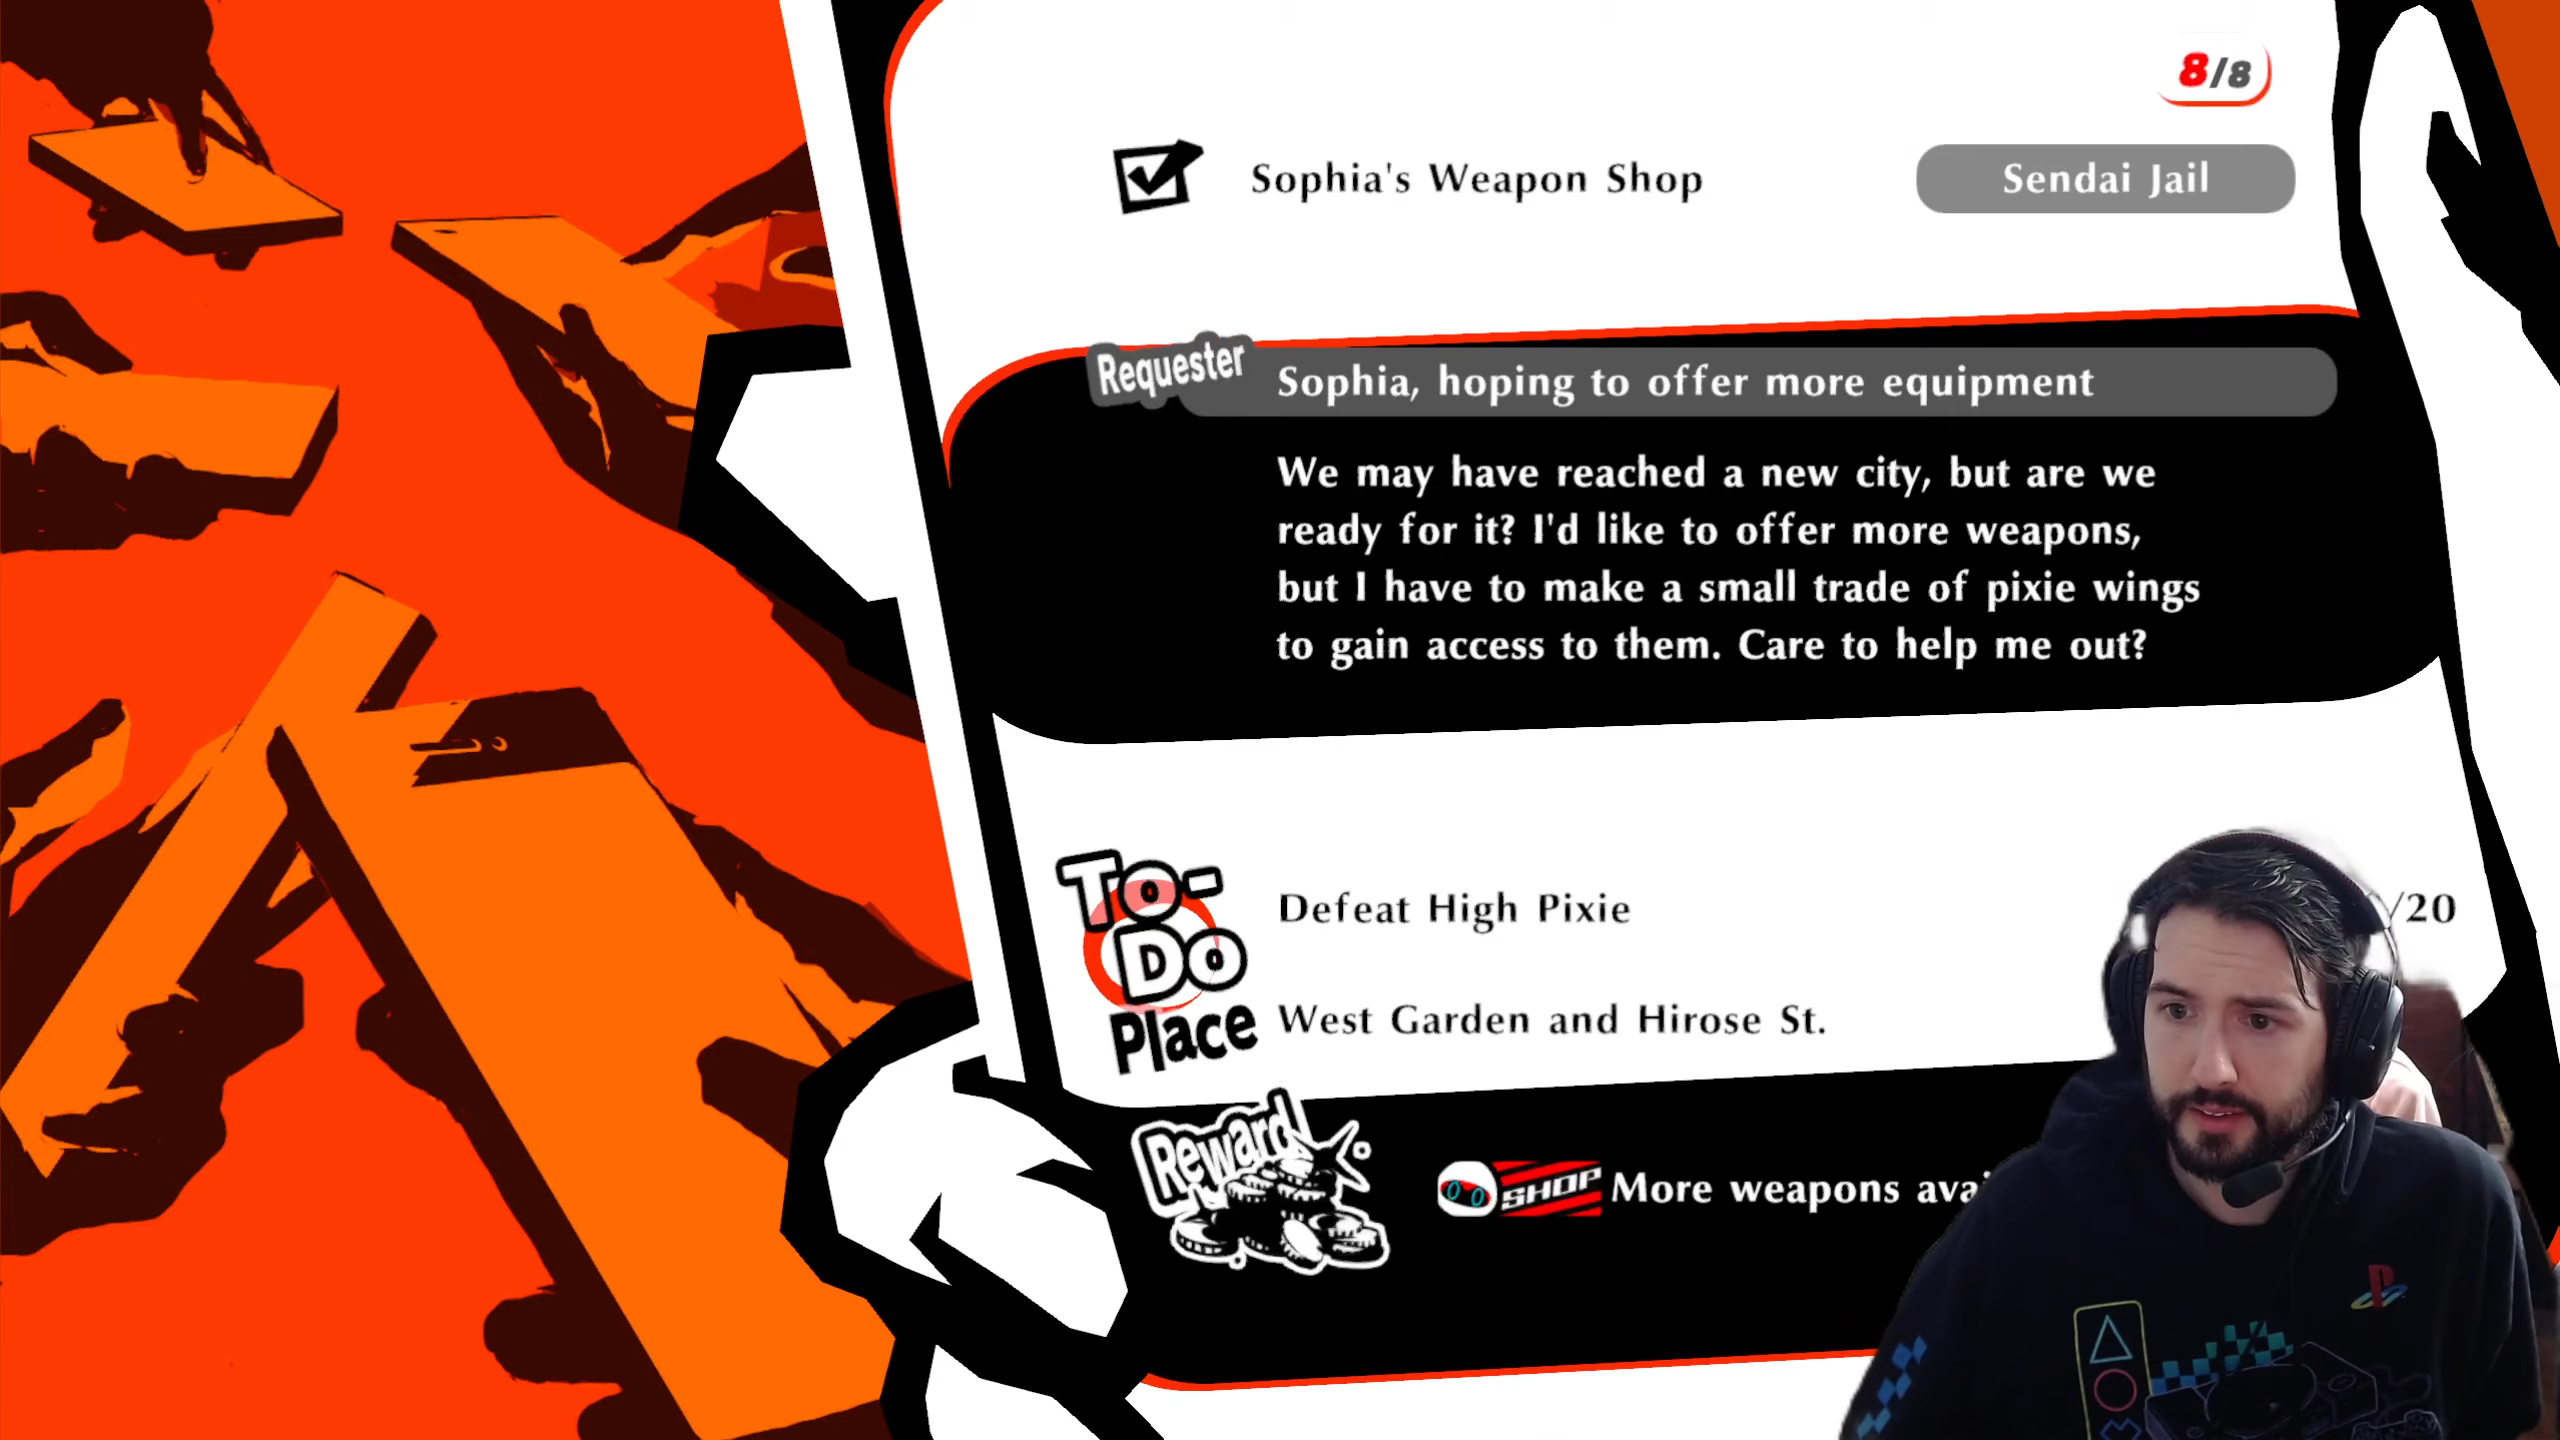 8/8
Sophia's Weapon Shop
Sendai Jail
Requester
Sophia, hoping to offer more equipment
We may have reached a new city, but are we
ready for it? I'd like to offer more weapons,
but I have to make a small trade of pixie wings
to gain access to them. Care to help me out?
To-Do
Defeat High Pixie
/20
Place
West Garden and Hirose St.
Reward
SHOP More weapons